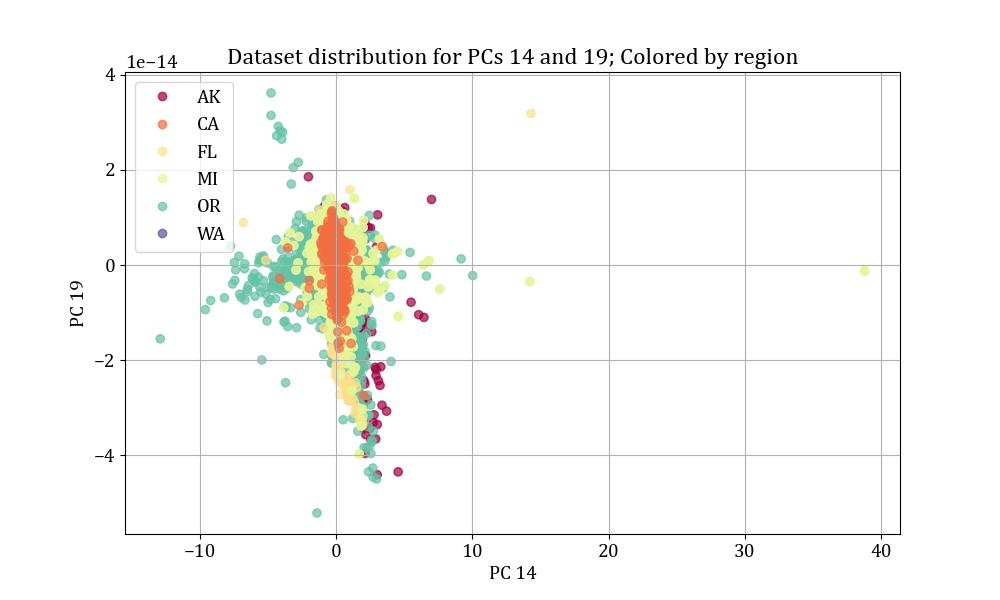 Dataset distribution for PCs 14 and 19; Colored by region
1e−14
4
2
0
−2
−4
PC 19
AK
CA
FL
MI
OR
WA
−10
0
10
20
30
40
PC 14